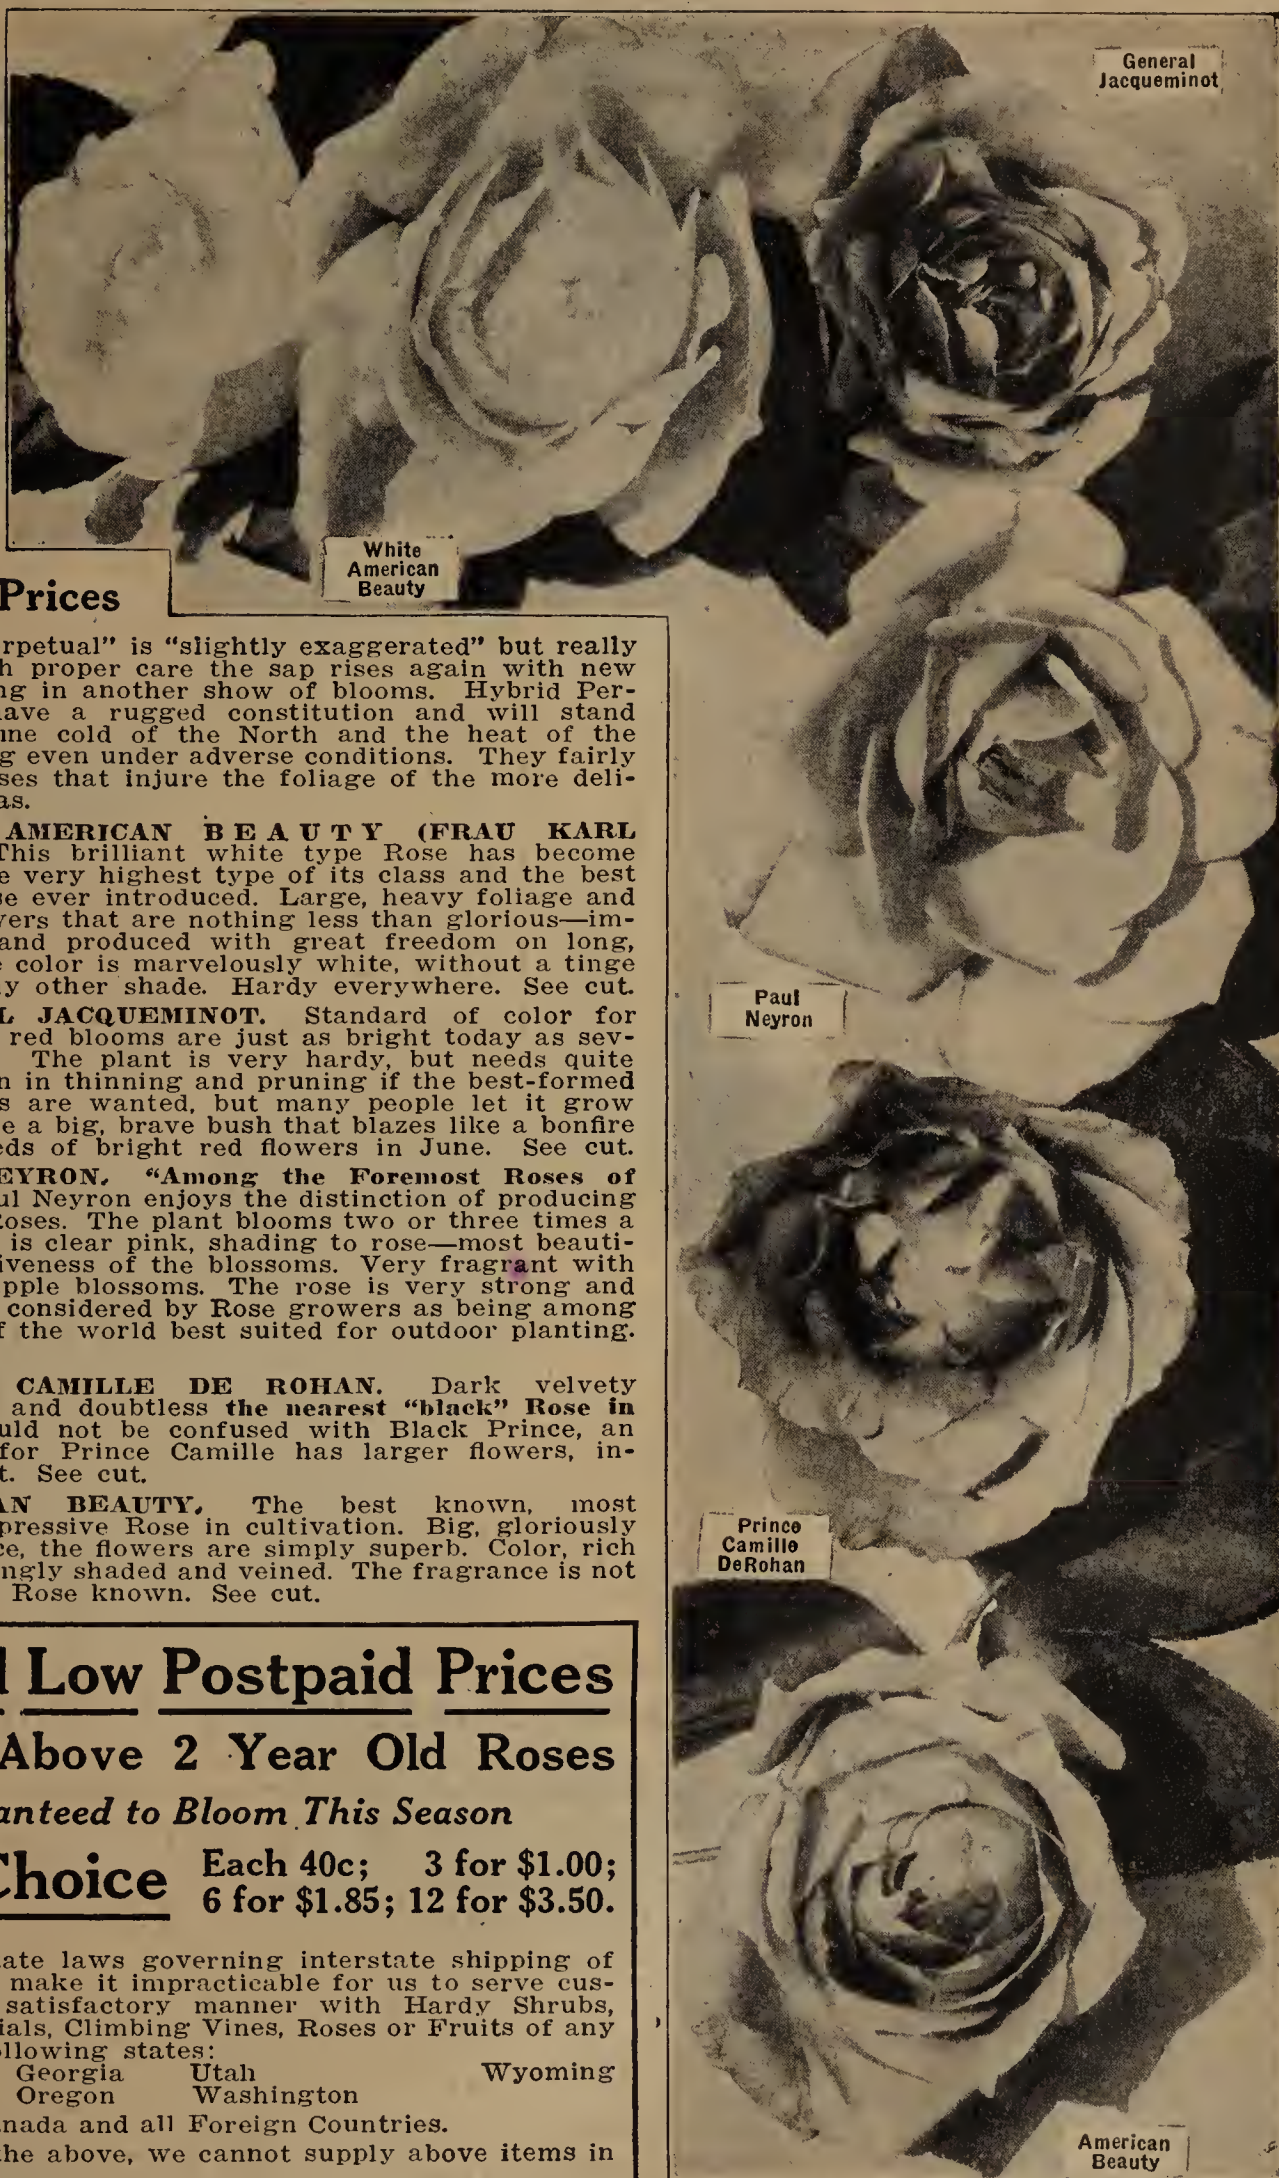 General
Jacqueminot
White
American
Beauty
Prices
rpetual” is “slightly exaggerated” but really
h proper care the sap rises again with new
ng in another show of blooms. Hybrid Per-
ave a rugged constitution and will stand
ine cold of the North and the heat of the
g even under adverse conditions. They fairly
ses that injure the foliage of the more deli-
as.
AMERICAN BEAUTY (FRAU KARL
This brilliant white type Rose has become
e very highest type of its class and the best
se ever introduced. Large, heavy foliage and
vers that are nothing less than glorious—im-
and produced with great freedom on long,
e color is marvelously white, without a tinge
y other shade. Hardy everywhere. See cut.
L JACQUEMINOT. Standard of color for
red blooms are just as bright today as sev-
The plant is very hardy, but needs quite
n in thinning and pruning if the best-formed
s are wanted, but many people let it grow
e a big, brave bush that blazes like a bonfire
eds of bright red flowers in June. See cut.
EYRON. “Among the Foremost Roses of
ul Neyron enjoys the distinction of producing
Roses. The plant blooms two or three times a
is clear pink, shading to rose—most beauti-
iveness of the blossoms. Very fragrant with
pple blossoms. The rose is very strong and
considered by Rose growers as being among
f the world best suited for outdoor planting.
CAMILLE DE ROHAN. Dark velvety
and doubtless the nearest “black” Rose in
uld not be confused with Black Prince, an
for Prince Camille has larger flowers, in-
t. See cut.
AN BEAUTY. The best known, most
pressive Rose in cultivation. Big, gloriously
ce, the flowers are simply superb. Color, rich
ngly shaded and veined. The fragrance is not
Rose known. See cut.
Paul
Neyron
Prince
Camille
DeRohan
l Low Postpaid Prices
Above 2 Year Old Roses
anteed to Bloom This Season
Choice Each 40c; 3 for $1.00;
6 for $1.85; 12 for $3.50.
ate laws governing interstate shipping of
make it impracticable for us to serve cus-
satisfactory manner with Hardy Shrubs,
ials, Climbing Vines, Roses or Fruits of any
ollowing states:
Georgia Utah Wyoming
Oregon Washington
anada and all Foreign Countries.
the above, we cannot supply above items in
American
Beauty